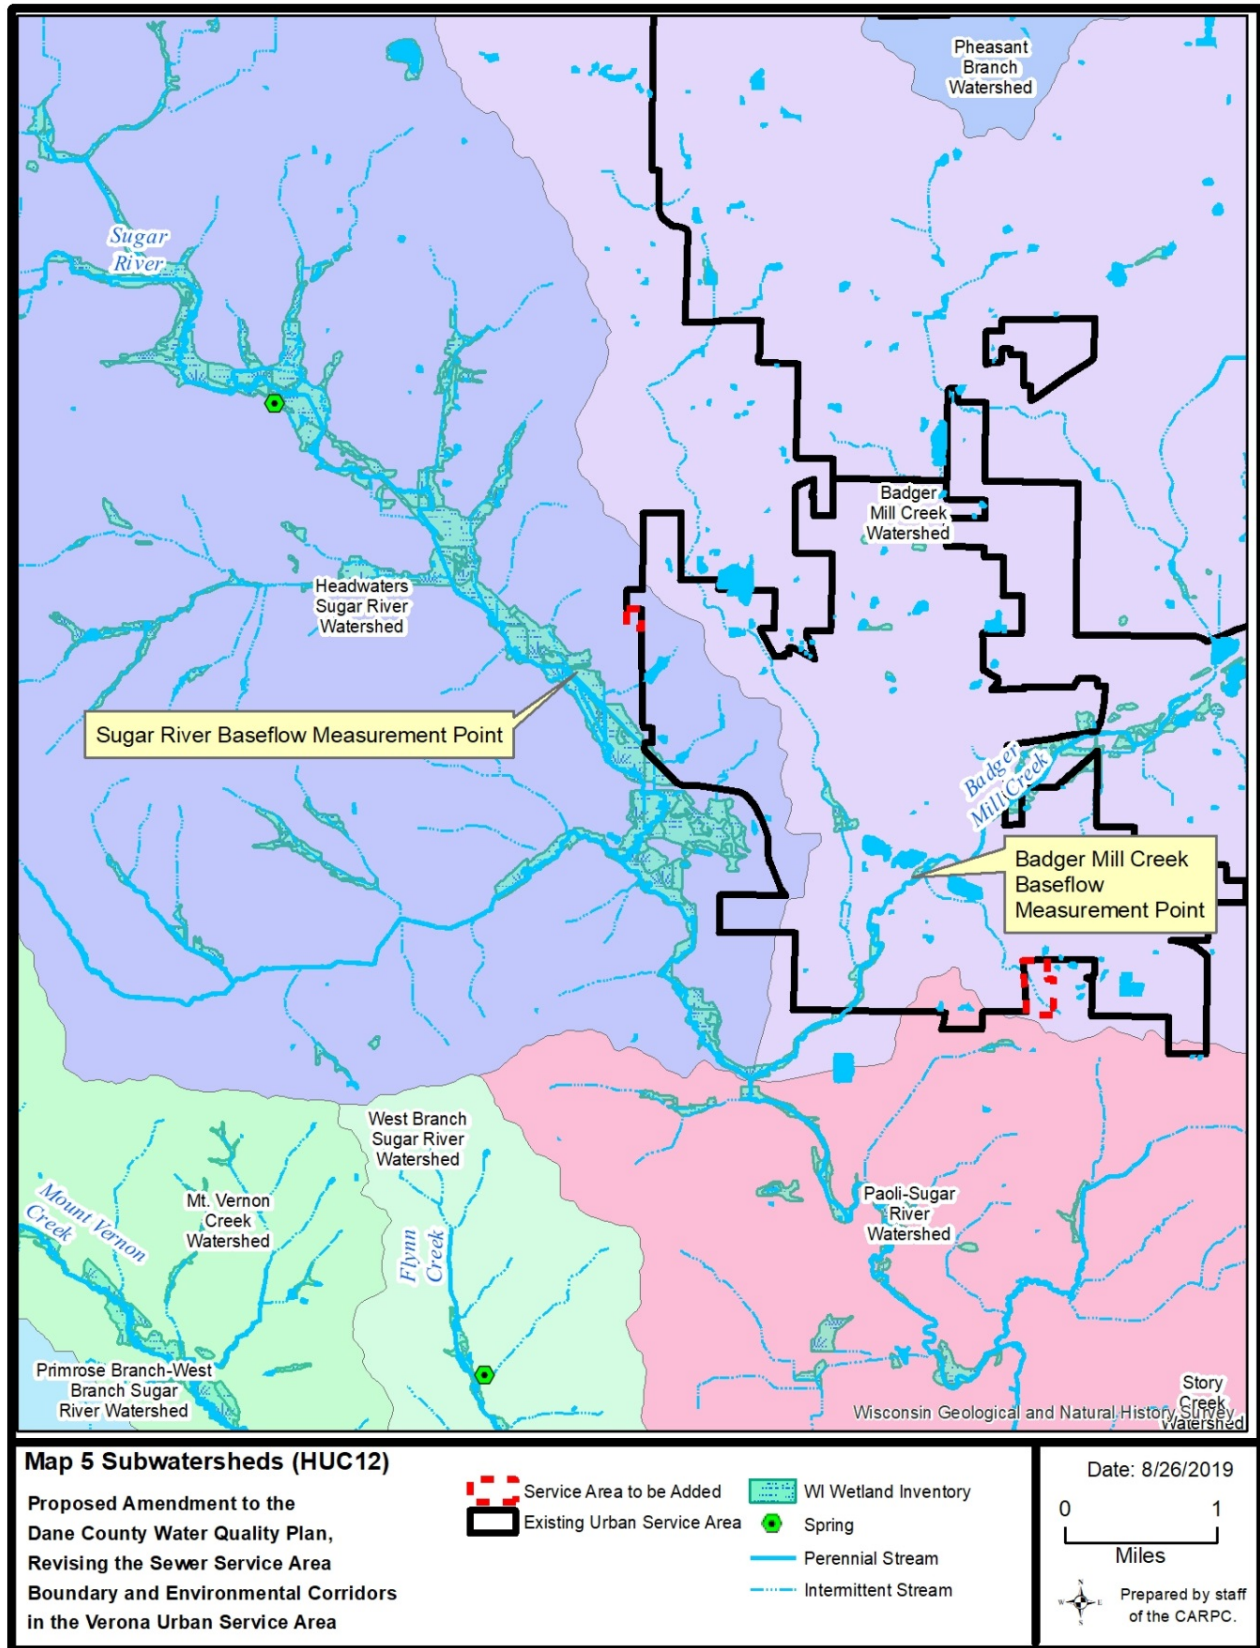 Pheasant
Branch
Watershed
Sugar
River
Badger
Mill Creek
Watershed
Headwaters
Sugar River
Watershed
Sugar River Baseflow Measurement Point
Badger
Mill Creek
Badger Mill Creek
Baseflow
Measurement Point
West Branch
Sugar River
Watershed
Mt. Vernon
Creek
Watershed
Mount Vernon
Creek
Flynn
Creek
Paoli-Sugar
River
Watershed
Primrose Branch-West
Branch Sugar
River Watershed
Story
Creek
Watershed
Wisconsin Geological and Natural History Survey
Map 5 Subwatersheds (HUC12)
Proposed Amendment to the
Dane County Water Quality Plan,
Revising the Sewer Service Area
Boundary and Environmental Corridors
in the Verona Urban Service Area
Service Area to be Added
Existing Urban Service Area
WI Wetland Inventory
Spring
Perennial Stream
Intermittent Stream
Date: 8/26/2019
0 1
Miles
N
W E
S
Prepared by staff
of the CARPC.